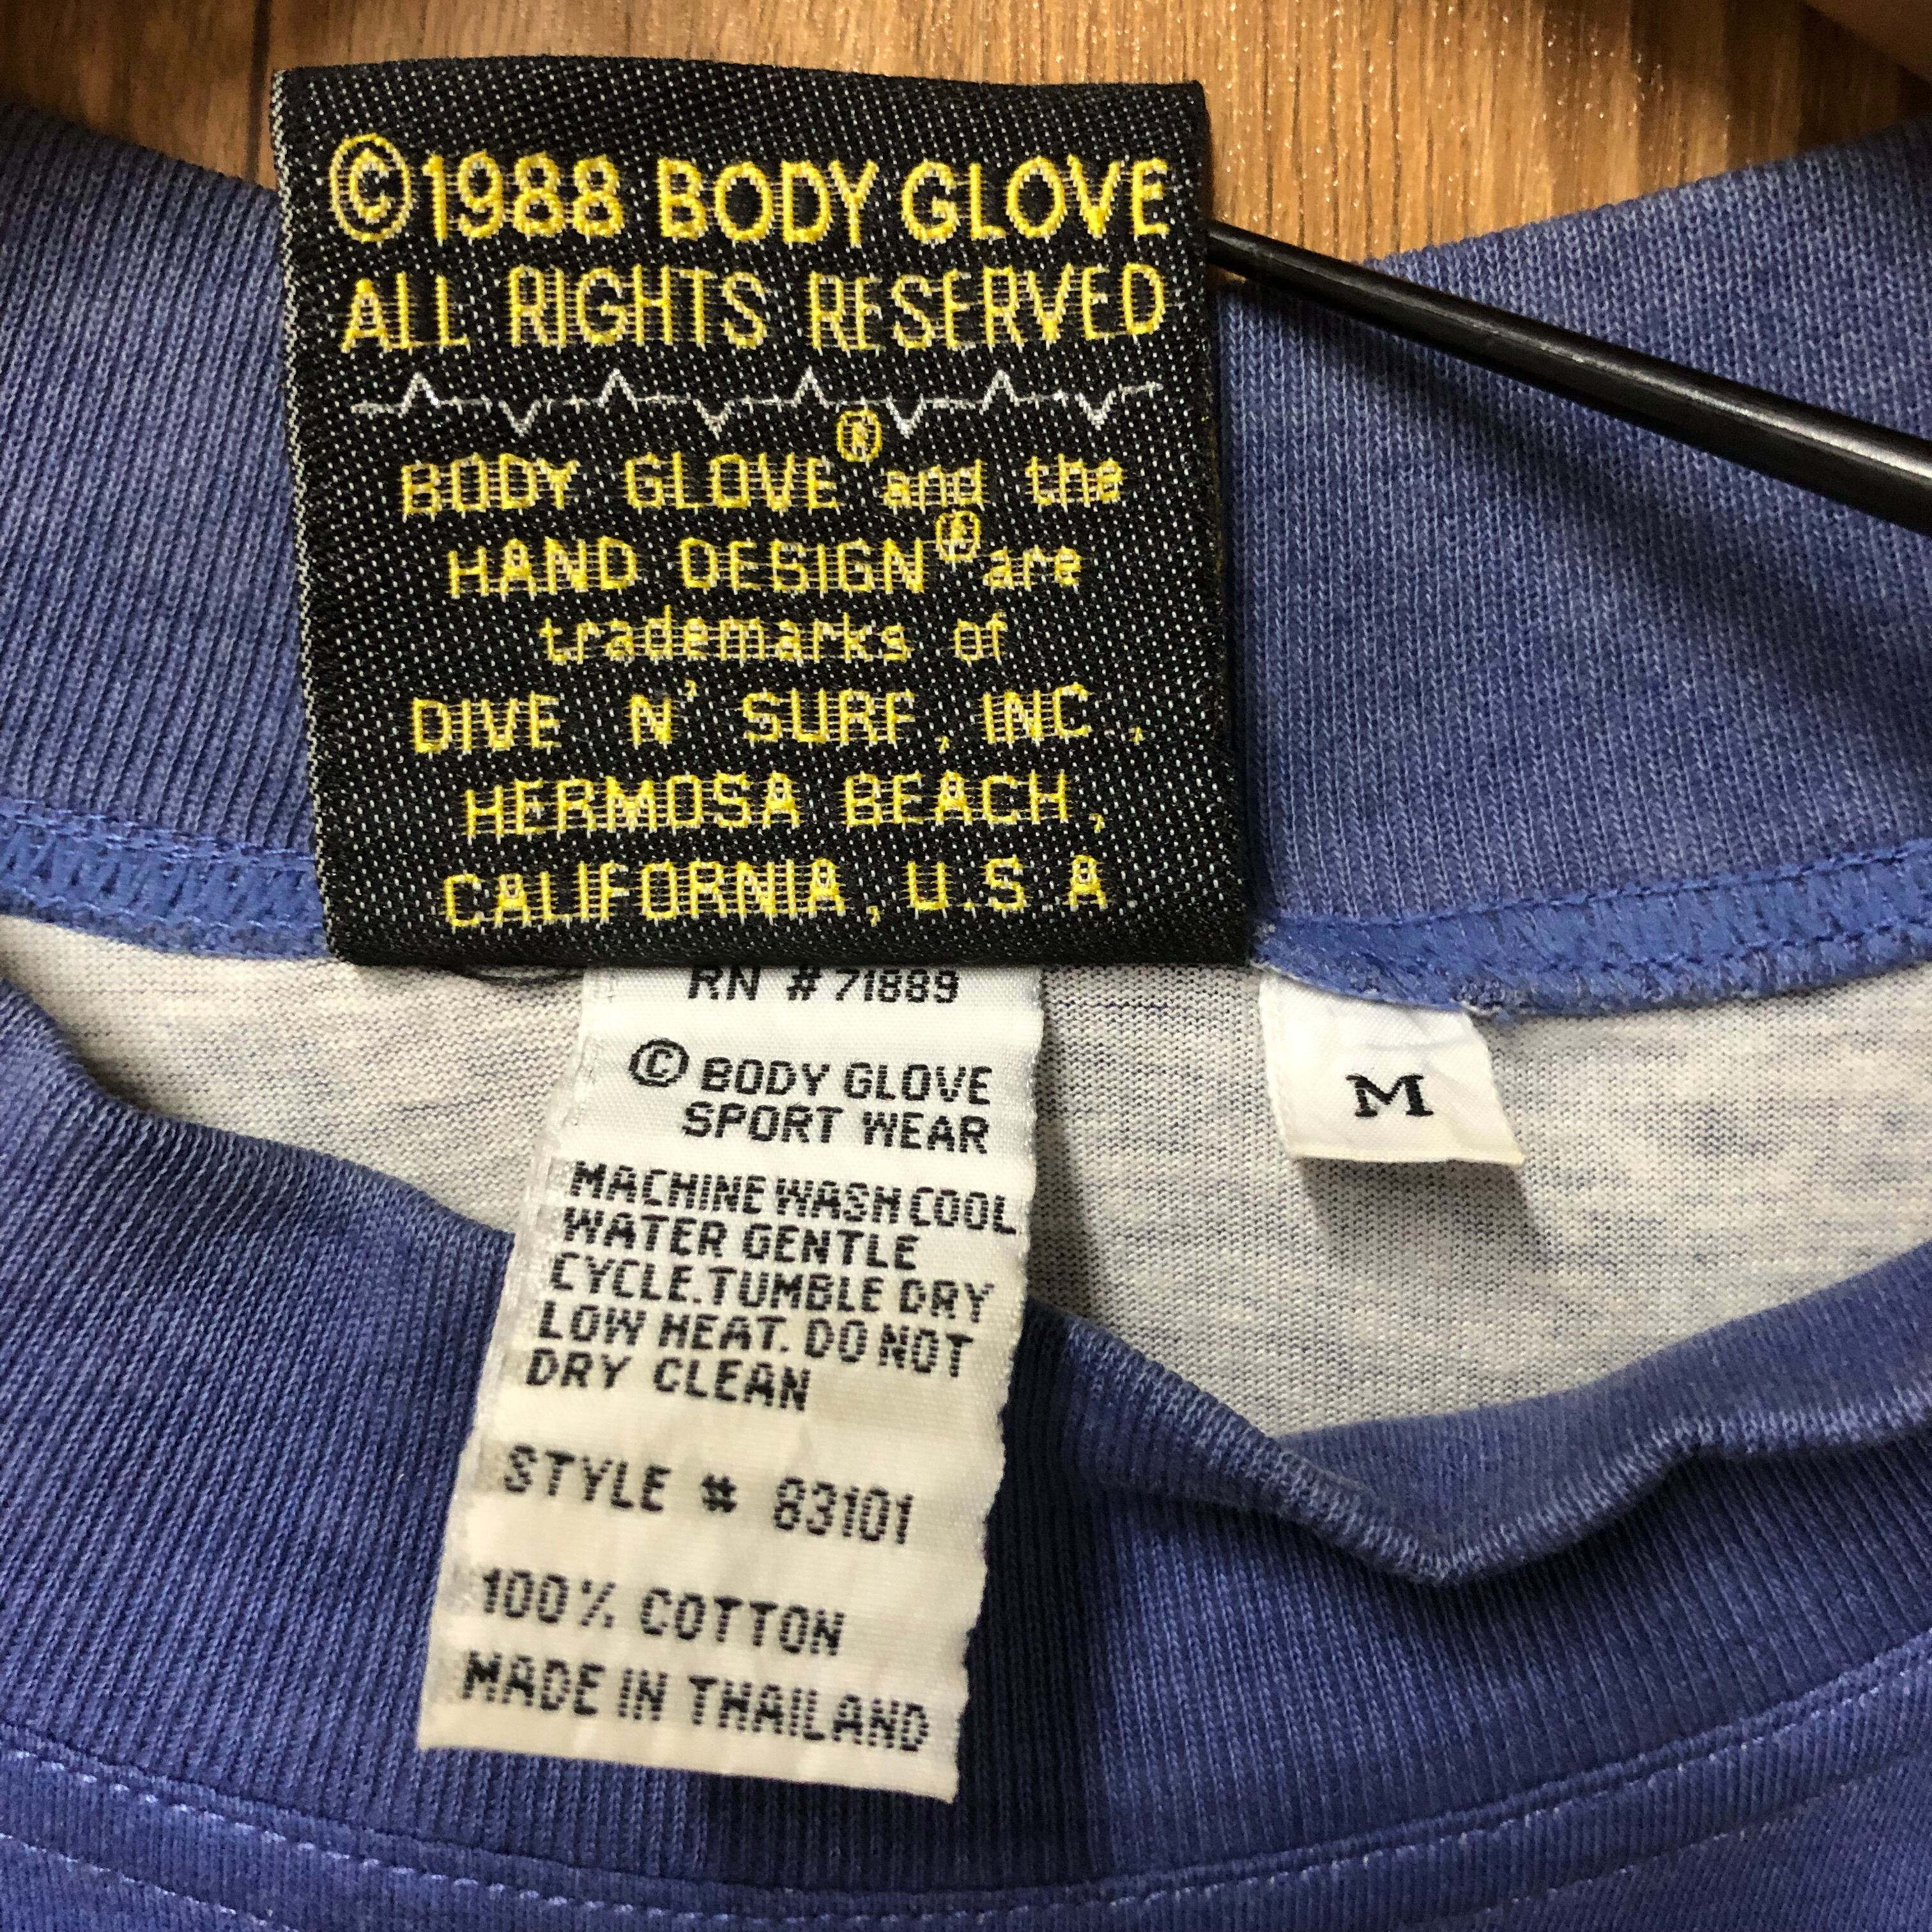 ©1988 BODY GLOVE
ALL RIGHTS RESERVED
BODY GLOVE® and the
HAND DESIGN® are
trademarks of
DIVE N' SURF, INC.,
HERMOSA BEACH,
CALIFORNIA, U.S.A.
RN # 71889
© BODY GLOVE
SPORT WEAR
MACHINE WASH COOL
WATER GENTLE
CYCLE. TUMBLE DRY
LOW HEAT. DO NOT
DRY CLEAN
STYLE # 83101
100% COTTON
MADE IN THAILAND
M